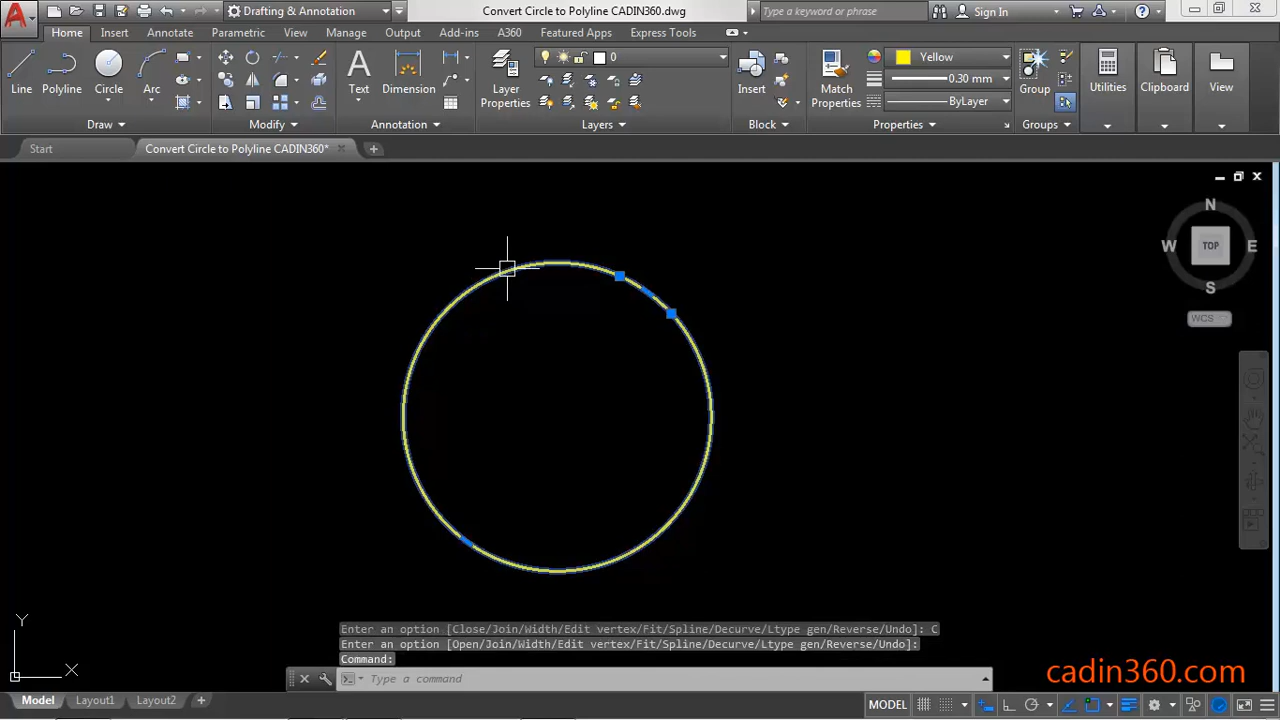 A
Drafting & Annotation
Convert Circle to Polyline CADIN360.dwg
Type a keyword or phrase
Sign In
Home
Insert
Annotate
Parametric
View
Manage
Output
Add-ins
A360
Featured Apps
Express Tools
Line
Polyline
Circle
Arc
Draw
Modify
A
Text
Dimension
Annotation
Layer
Properties
0
Layers
Insert
Block
Match
Properties
Yellow
0.30 mm
ByLayer
Properties
Group
Groups
Utilities
Clipboard
View
Start
Convert Circle to Polyline CADIN360.dwg*
N
W
TOP
E
S
WCS
Enter an option [Close/Join/Width/Edit vertex/Fit/Spline/Decurve/Ltype gen/Reverse/Undo]: C
Enter an option [Open/Join/Width/Edit vertex/Fit/Spline/Decurve/Ltype gen/Reverse/Undo]:
Command:
Type a command
Y
X
cadin360.com
Model
Layout1
Layout2
MODEL